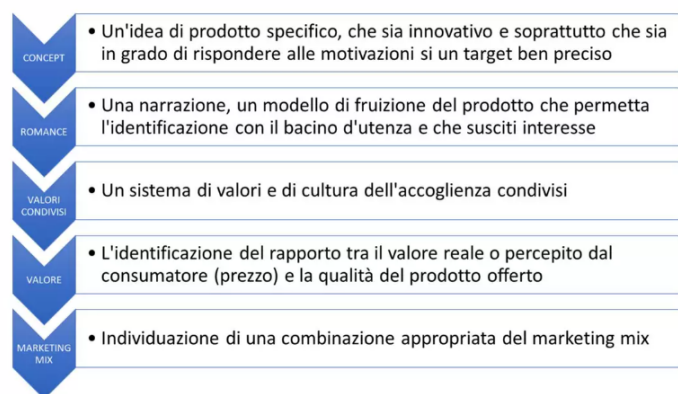 CONCEPT
• Un'idea di prodotto specifico, che sia innovativo e soprattutto che sia
in grado di rispondere alle motivazioni si un target ben preciso
ROMANCE
• Una narrazione, un modello di fruizione del prodotto che permetta
l'identificazione con il bacino d'utenza e che susciti interesse
VALORI
CONDIVISI
• Un sistema di valori e di cultura dell'accoglienza condivisi
VALORE
• L'identificazione del rapporto tra il valore reale o percepito dal
consumatore (prezzo) e la qualità del prodotto offerto
MARKETING
MIX
• Individuazione di una combinazione appropriata del marketing mix